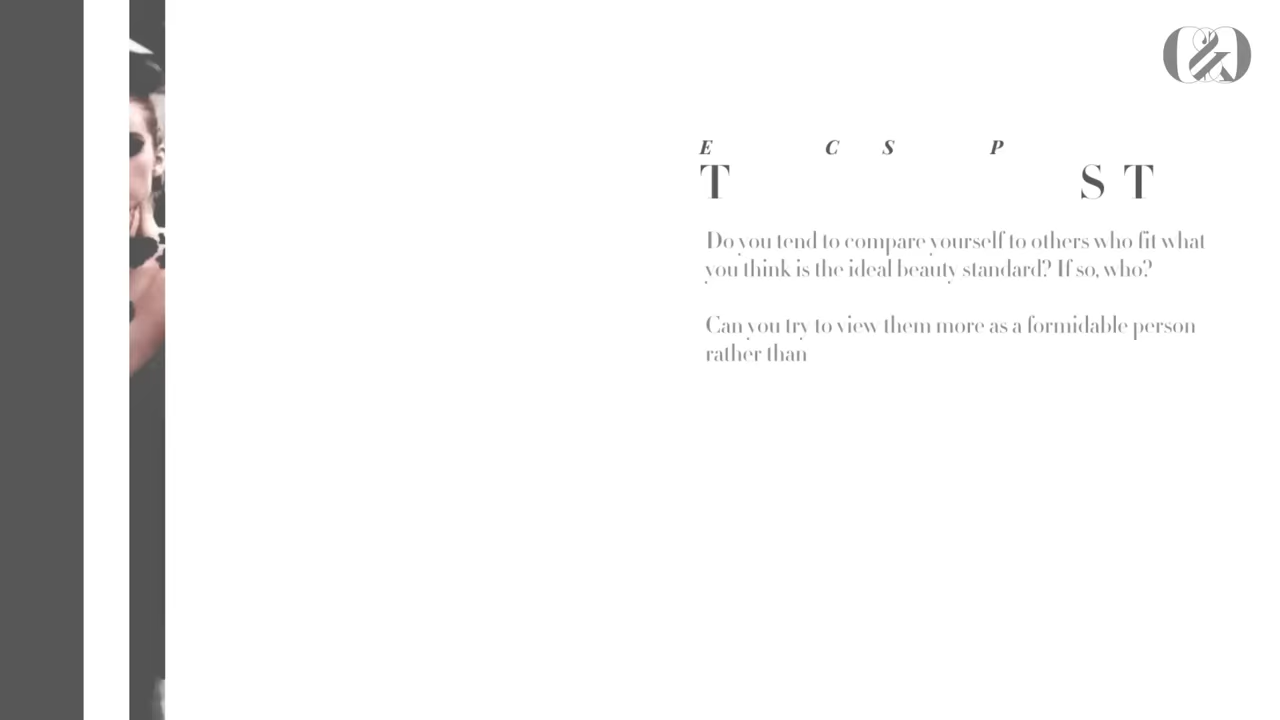 E C S P
T S T
Do you tend to compare yourself to others who fit what
you think is the ideal beauty standard? If so, who?
Can you try to view them more as a formidable person
rather than